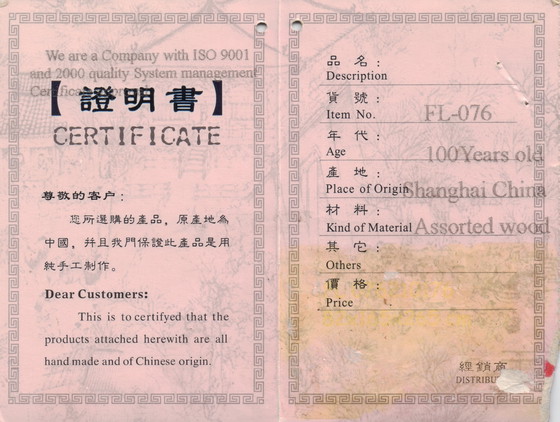 We are a Company with ISO 9001
and 2000 quality System management
【證明書】
CERTIFICATE
尊敬的客户：
您所選購的產品，原產地為
中國，并且我們保證此產品是用
純手工制作。
Dear Customers:
This is to certifyed that the
products attached herewith are all
hand made and of Chinese origin.
品 名：
Description
貨 號：
Item No. FL-076
年 代：
Age 100Years old
產 地：
Place of Origin Shanghai China
材 料：
Kind of Material Assorted wood
其 它：
Others
價 格：
Price
經銷商
DISTRIBU